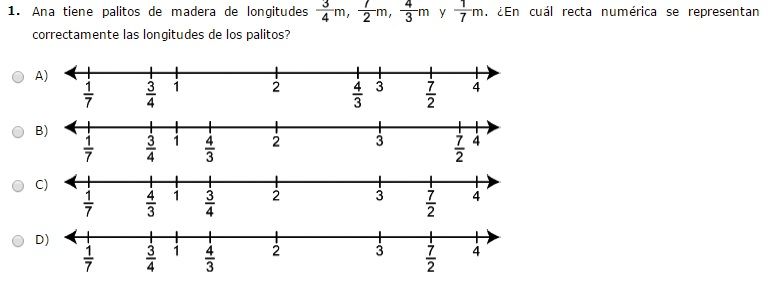 1. Ana tiene palitos de madera de longitudes 3/4 m, 7/2 m, 4/3 m y 1/7 m. ¿En cuál recta numérica se representan
correctamente las longitudes de los palitos?
A) 1/7 3/4 1 2 4/3 3 7/2 4
B) 1/7 3/4 1 4/3 2 3 7/2 4
C) 1/7 4/3 1 3/4 2 3 7/2 4
D) 1/7 3/4 1 4/3 2 3 7/2 4